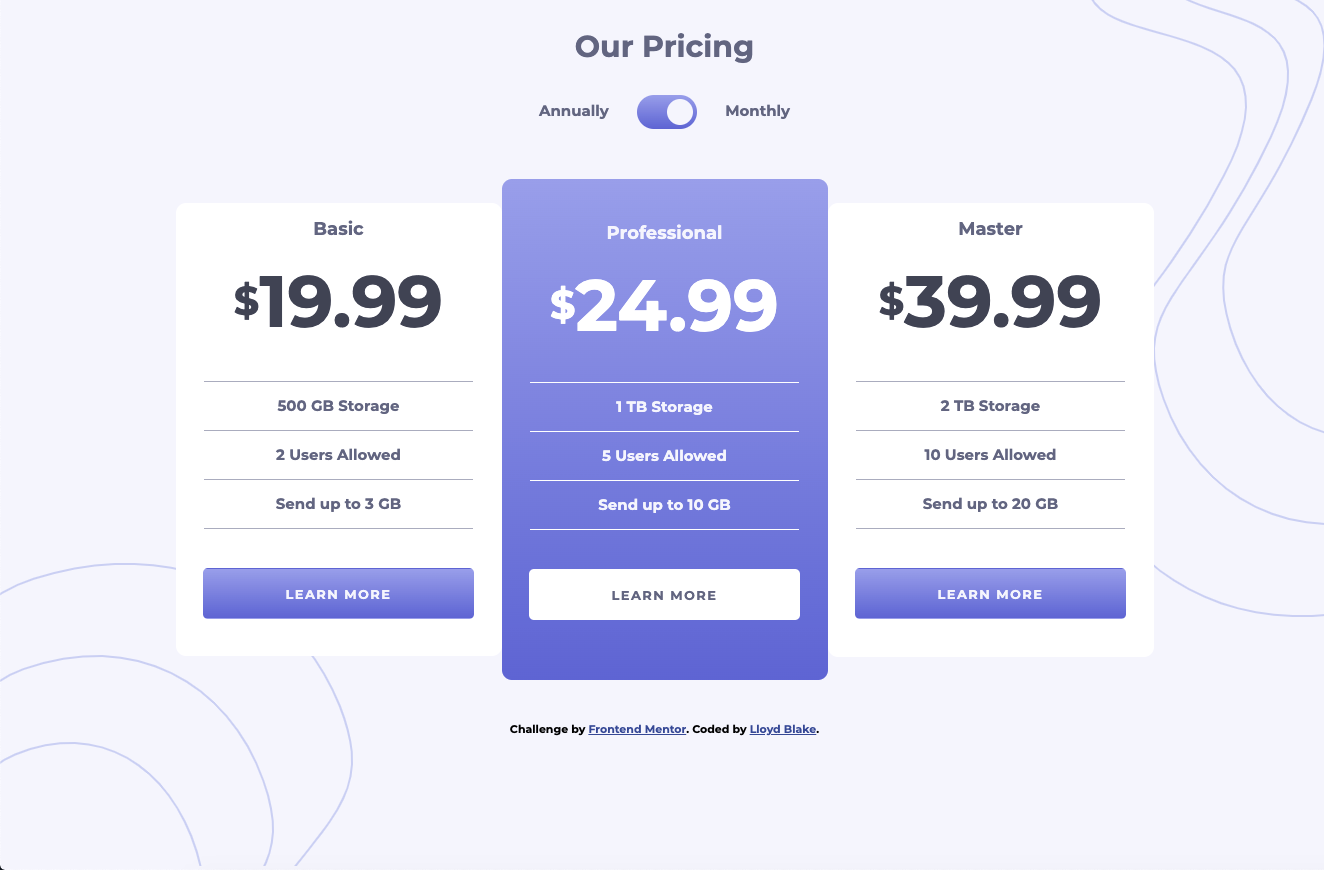 Our Pricing
Annually Monthly
Basic
$19.99
500 GB Storage
2 Users Allowed
Send up to 3 GB
LEARN MORE
Professional
$24.99
1 TB Storage
5 Users Allowed
Send up to 10 GB
LEARN MORE
Master
$39.99
2 TB Storage
10 Users Allowed
Send up to 20 GB
LEARN MORE
Challenge by Frontend Mentor. Coded by Lloyd Blake.